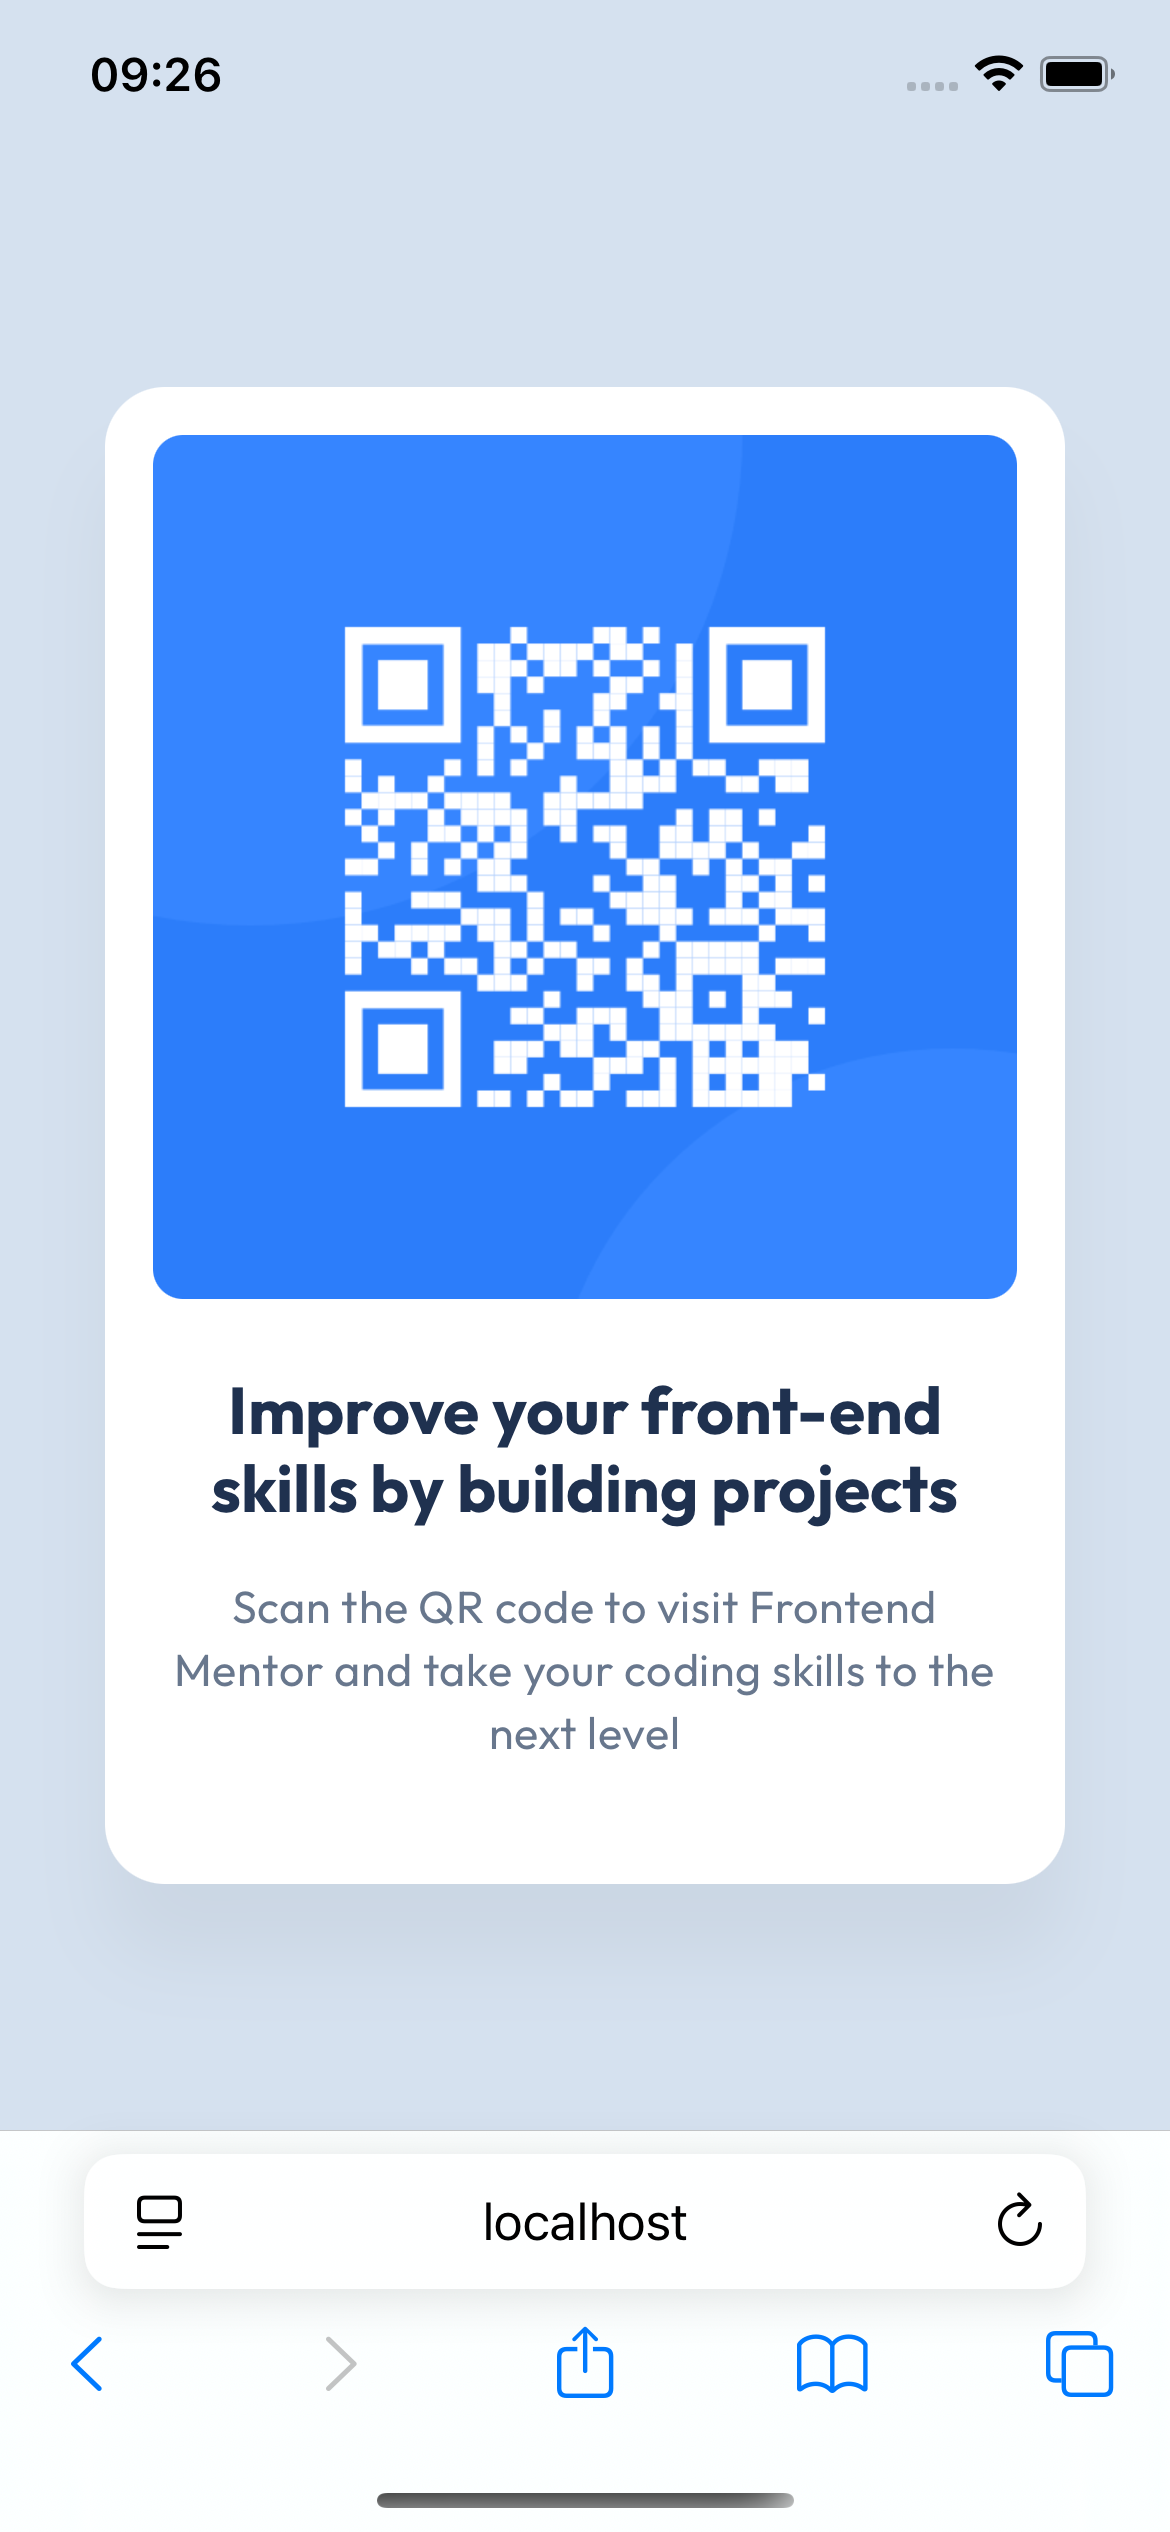 09:26
Improve your front-end
skills by building projects
Scan the QR code to visit Frontend
Mentor and take your coding skills to the
next level
localhost